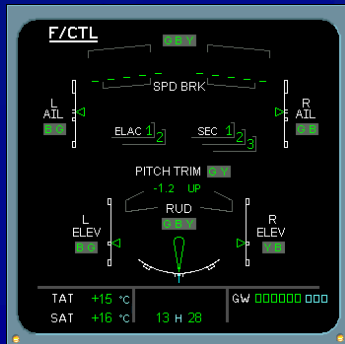 F/CTL
G B Y
SPD BRK
L AIL
B G
ELAC 1 2
SEC 1 2 3
R AIL
G B
PITCH TRIM G Y
-1.2 UP
L ELEV
B G
RUD
G B Y
R ELEV
Y B
TAT +15 °C
GW
SAT +16 °C 13 H 28